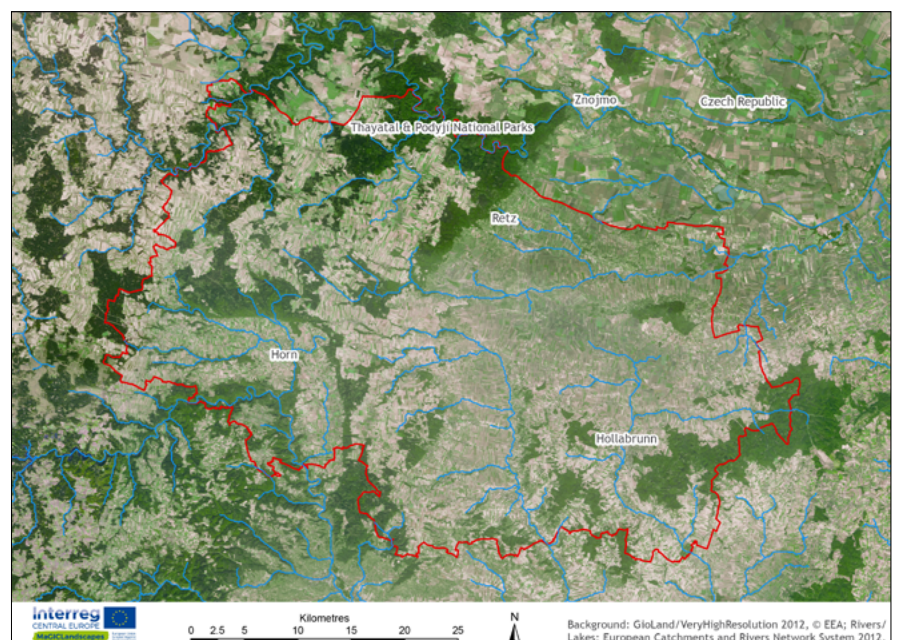 Znojmo
Czech Republic
Thayatal & Podyjí National Parks
Retz
Horn
Hollabrunn
Interreg
CENTRAL EUROPE
MaGICLandscapes
Kilometres
0 2.5 5 10 15 20 25
N
Background: GioLand/VeryHighResolution 2012, © EEA; Rivers/
Lakes: European Catchments and Rivers Network System 2012,